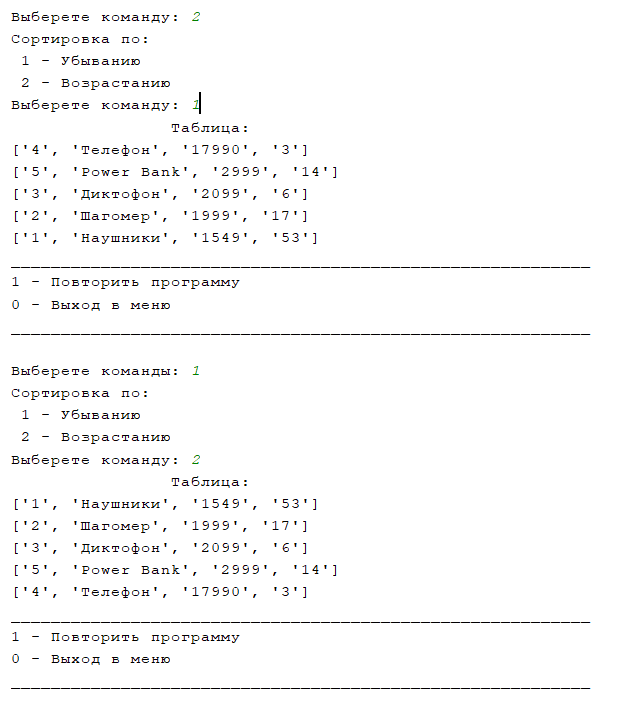 Выберете команду: 2
Сортировка по:
 1 - Убыванию
 2 - Возрастанию
Выберете команду: 1
                Таблица:
['4', 'Телефон', '17990', '3']
['5', 'Power Bank', '2999', '14']
['3', 'Диктофон', '2099', '6']
['2', 'Шагомер', '1999', '17']
['1', 'Наушники', '1549', '53']
__________________________________________________________
1 - Повторить программу
0 - Выход в меню
__________________________________________________________
Выберете команды: 1
Сортировка по:
 1 - Убыванию
 2 - Возрастанию
Выберете команду: 2
                Таблица:
['1', 'Наушники', '1549', '53']
['2', 'Шагомер', '1999', '17']
['3', 'Диктофон', '2099', '6']
['5', 'Power Bank', '2999', '14']
['4', 'Телефон', '17990', '3']
__________________________________________________________
1 - Повторить программу
0 - Выход в меню
__________________________________________________________